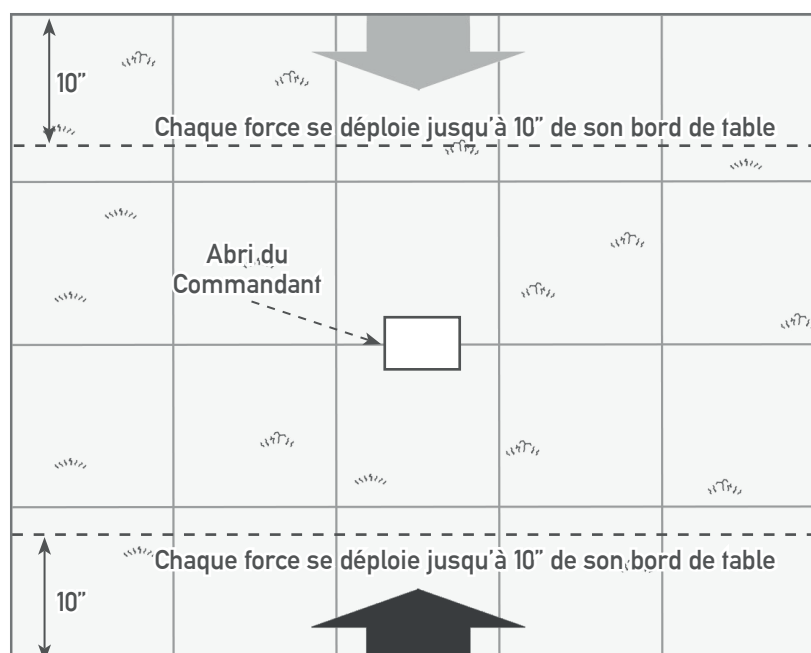 10”
Chaque force se déploie jusqu’à 10” de son bord de table
Abri du
Commandant
Chaque force se déploie jusqu’à 10” de son bord de table
10”